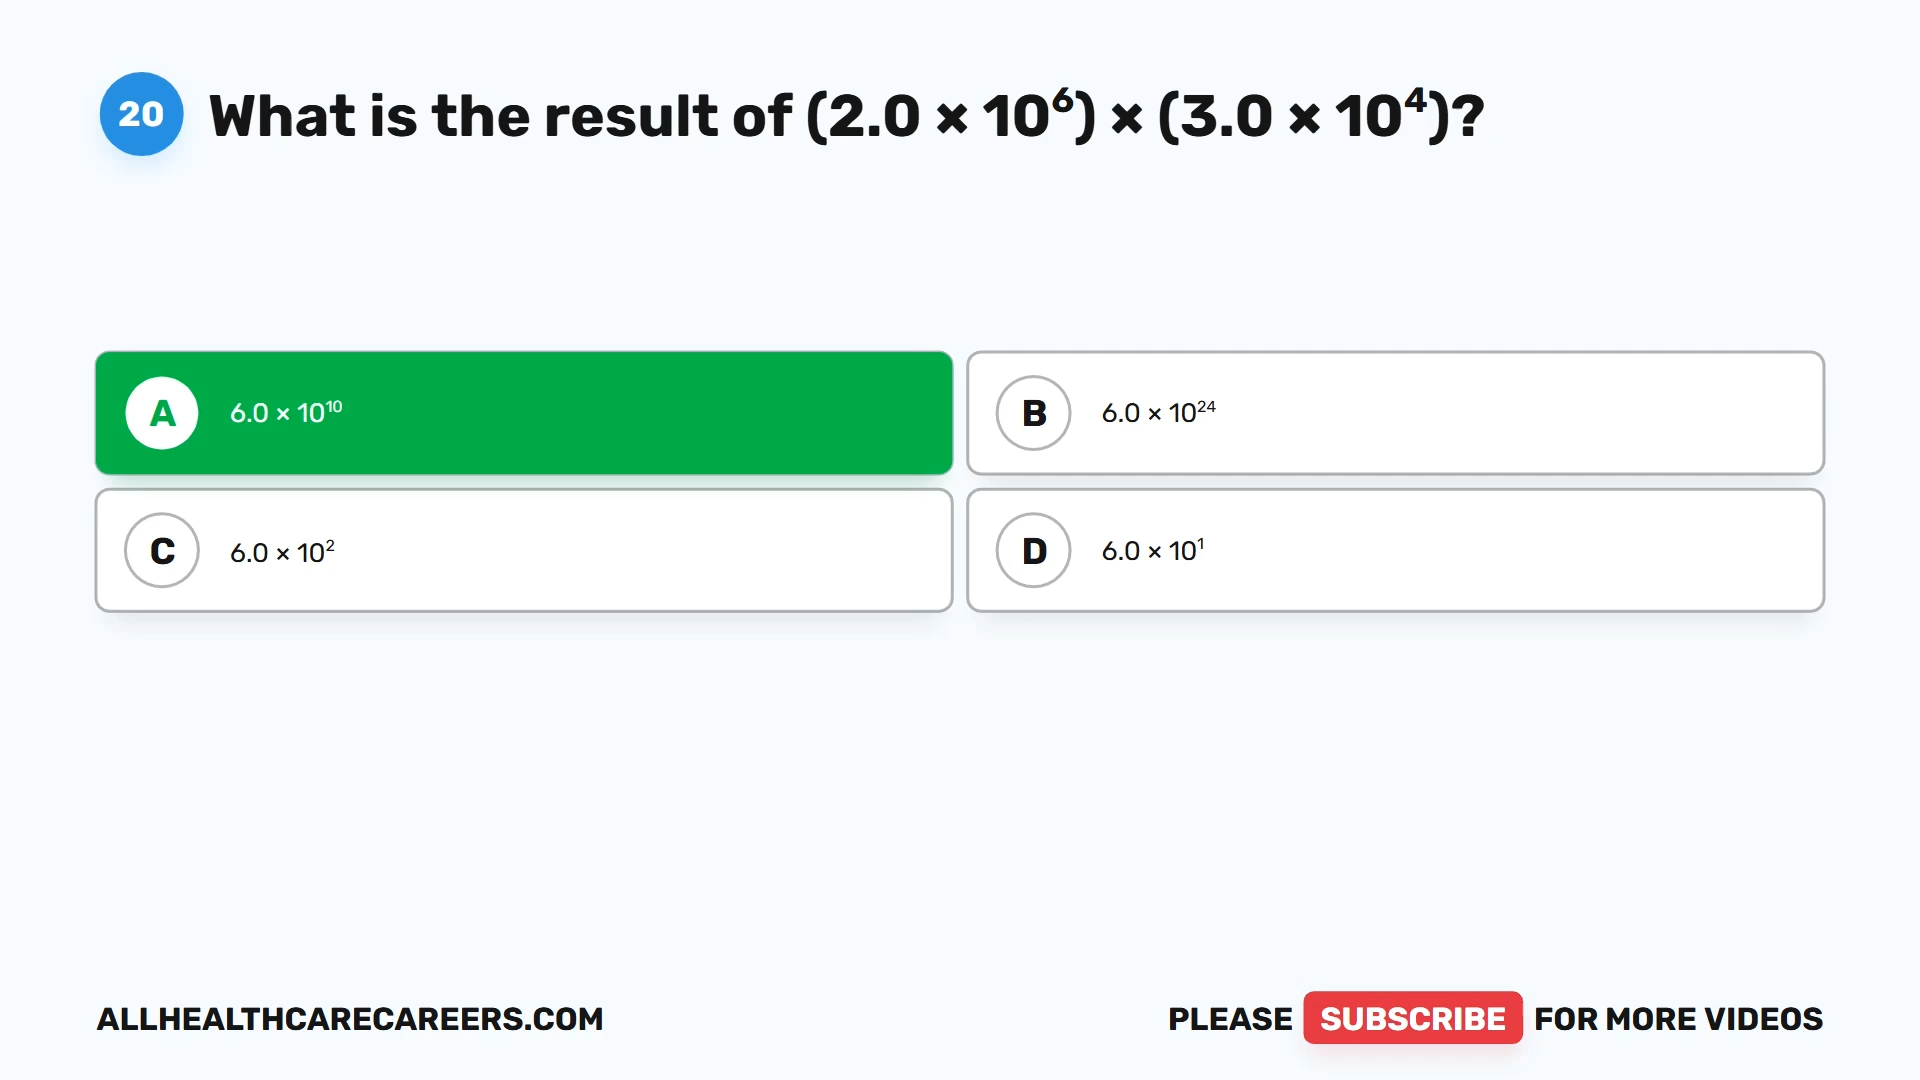 20 What is the result of (2.0 × 10⁶) × (3.0 × 10⁴)?
A 6.0 × 10¹⁰
B 6.0 × 10²⁴
C 6.0 × 10²
D 6.0 × 10¹
ALLHEALTHCARECAREERS.COM
PLEASE SUBSCRIBE FOR MORE VIDEOS